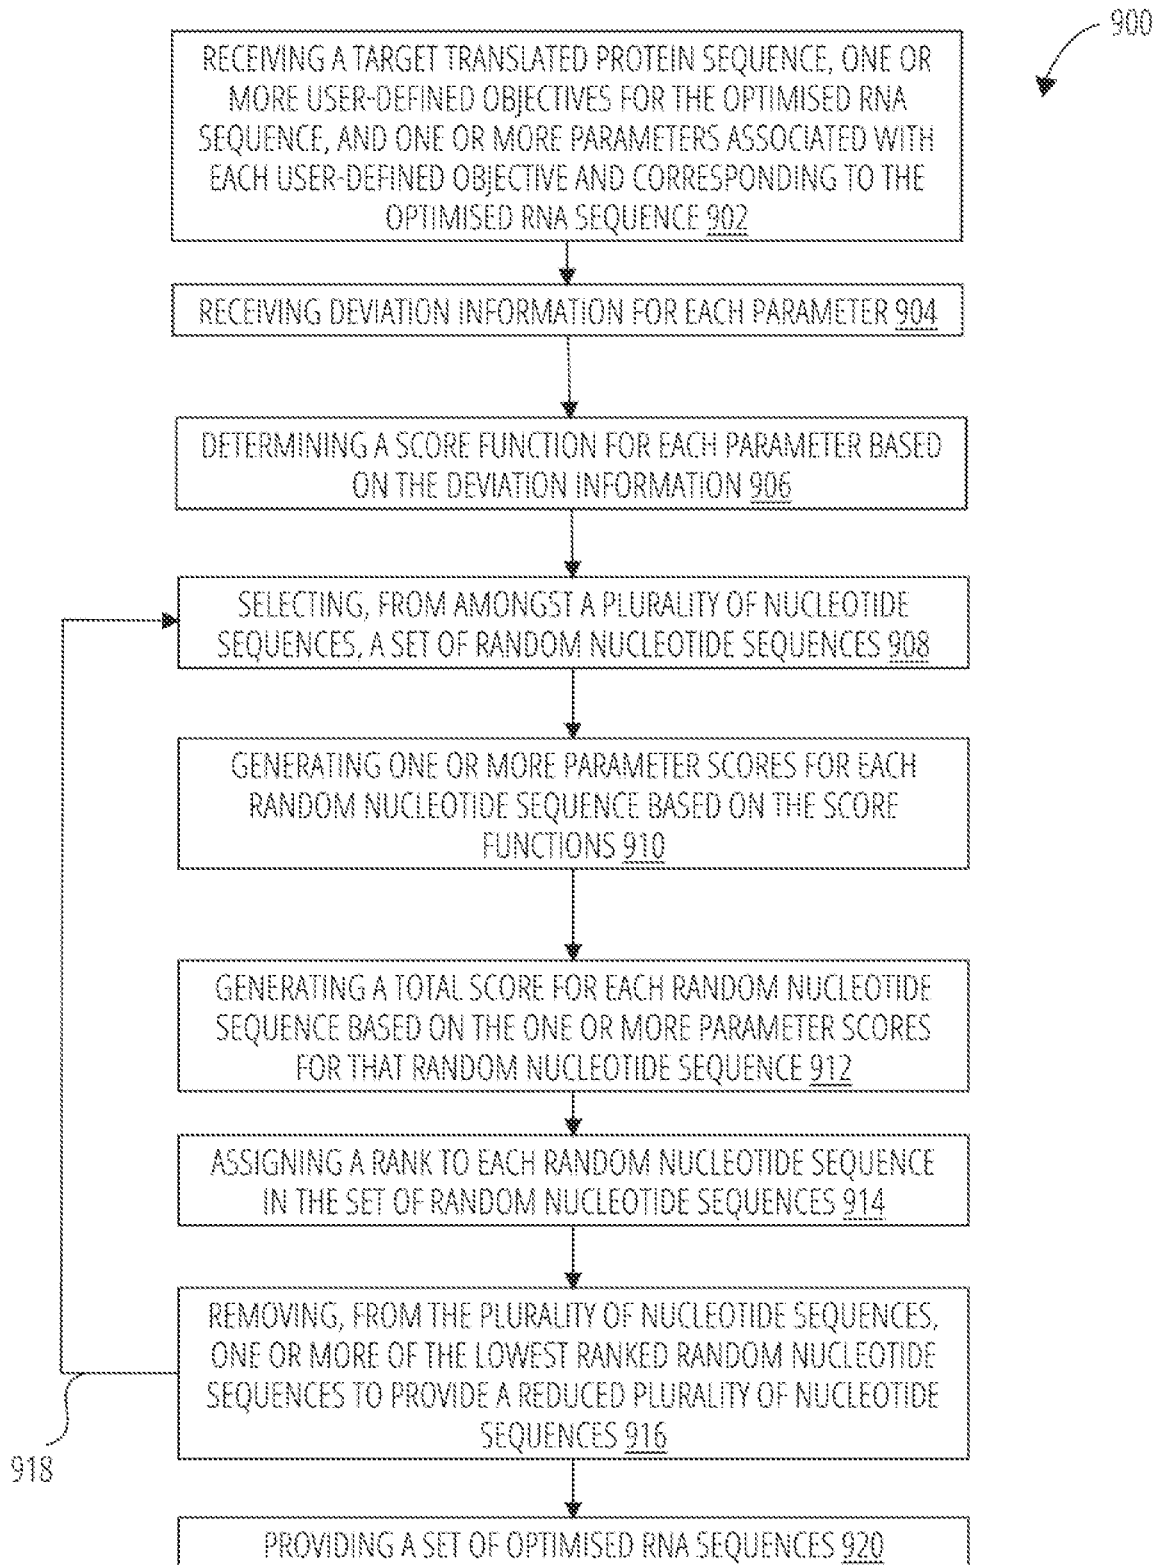 900
RECEIVING A TARGET TRANSLATED PROTEIN SEQUENCE, ONE OR
MORE USER-DEFINED OBJECTIVES FOR THE OPTIMISED RNA
SEQUENCE, AND ONE OR MORE PARAMETERS ASSOCIATED WITH
EACH USER-DEFINED OBJECTIVE AND CORRESPONDING TO THE
OPTIMISED RNA SEQUENCE 902
RECEIVING DEVIATION INFORMATION FOR EACH PARAMETER 904
DETERMINING A SCORE FUNCTION FOR EACH PARAMETER BASED
ON THE DEVIATION INFORMATION 906
SELECTING, FROM AMONGST A PLURALITY OF NUCLEOTIDE
SEQUENCES, A SET OF RANDOM NUCLEOTIDE SEQUENCES 908
GENERATING ONE OR MORE PARAMETER SCORES FOR EACH
RANDOM NUCLEOTIDE SEQUENCE BASED ON THE SCORE
FUNCTIONS 910
GENERATING A TOTAL SCORE FOR EACH RANDOM NUCLEOTIDE
SEQUENCE BASED ON THE ONE OR MORE PARAMETER SCORES
FOR THAT RANDOM NUCLEOTIDE SEQUENCE 912
ASSIGNING A RANK TO EACH RANDOM NUCLEOTIDE SEQUENCE
IN THE SET OF RANDOM NUCLEOTIDE SEQUENCES 914
REMOVING, FROM THE PLURALITY OF NUCLEOTIDE SEQUENCES,
ONE OR MORE OF THE LOWEST RANKED RANDOM NUCLEOTIDE
SEQUENCES TO PROVIDE A REDUCED PLURALITY OF NUCLEOTIDE
SEQUENCES 916
918
PROVIDING A SET OF OPTIMISED RNA SEQUENCES 920